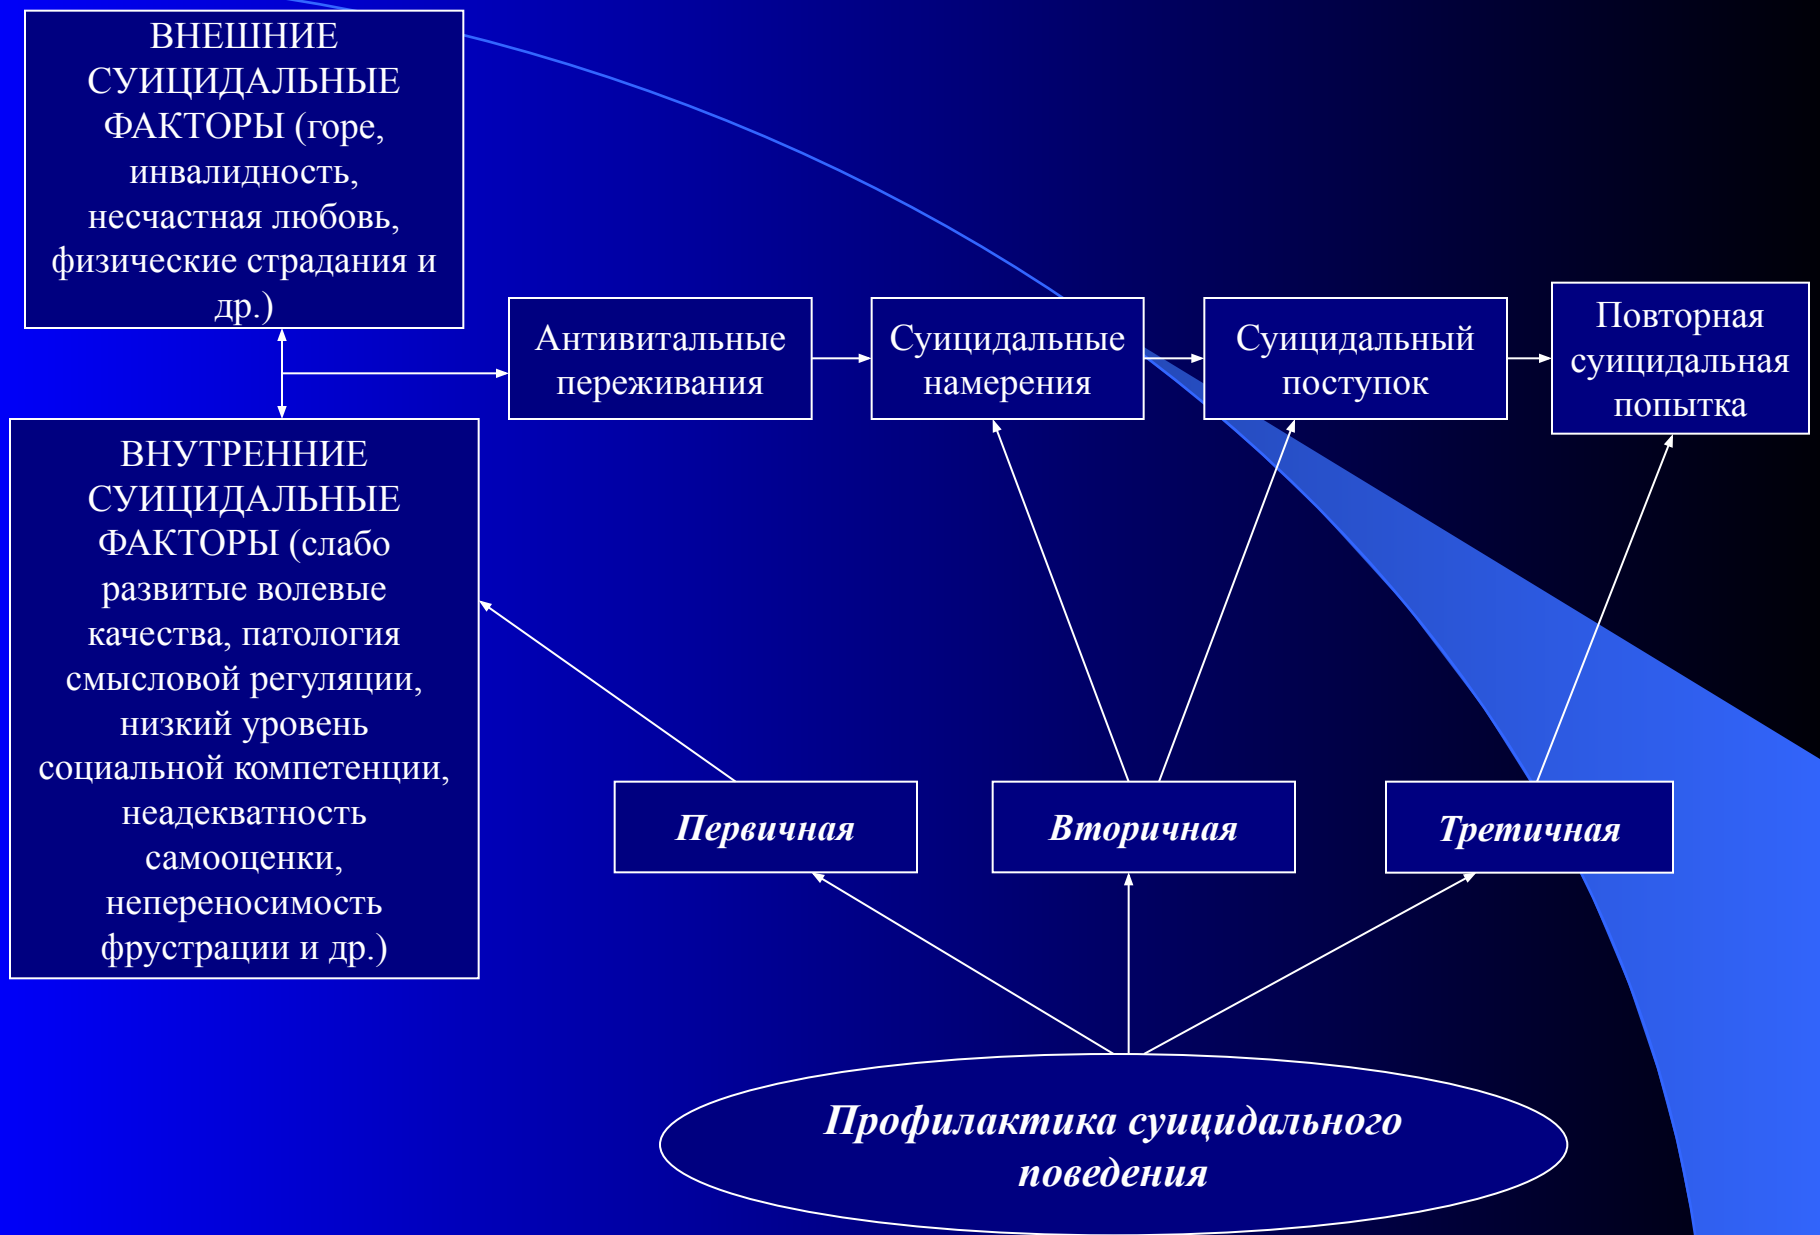 ВНЕШНИЕ
СУИЦИДАЛЬНЫЕ
ФАКТОРЫ (горе,
инвалидность,
несчастная любовь,
физические страдания и
др.)
Антивитальные
переживания
Суицидальные
намерения
Суицидальный
поступок
Повторная
суицидальная
попытка
ВНУТРЕННИЕ
СУИЦИДАЛЬНЫЕ
ФАКТОРЫ (слабо
развитые волевые
качества, патология
смысловой регуляции,
низкий уровень
социальной компетенции,
неадекватность
самооценки,
непереносимость
фрустрации и др.)
Первичная
Вторичная
Третичная
Профилактика суицидального
поведения